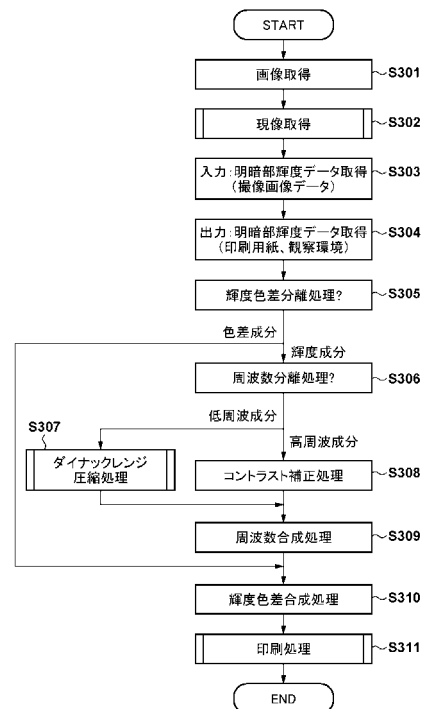 START
画像取得
S301
現像取得
S302
入力:明暗部輝度データ取得
(撮像画像データ)
S303
出力:明暗部輝度データ取得
(印刷用紙、観察環境)
S304
輝度色差分離処理?
S305
色差成分
輝度成分
周波数分離処理?
S306
低周波成分
高周波成分
S307
ダイナックレンジ
圧縮処理
コントラスト補正処理
S308
周波数合成処理
S309
輝度色差合成処理
S310
印刷処理
S311
END